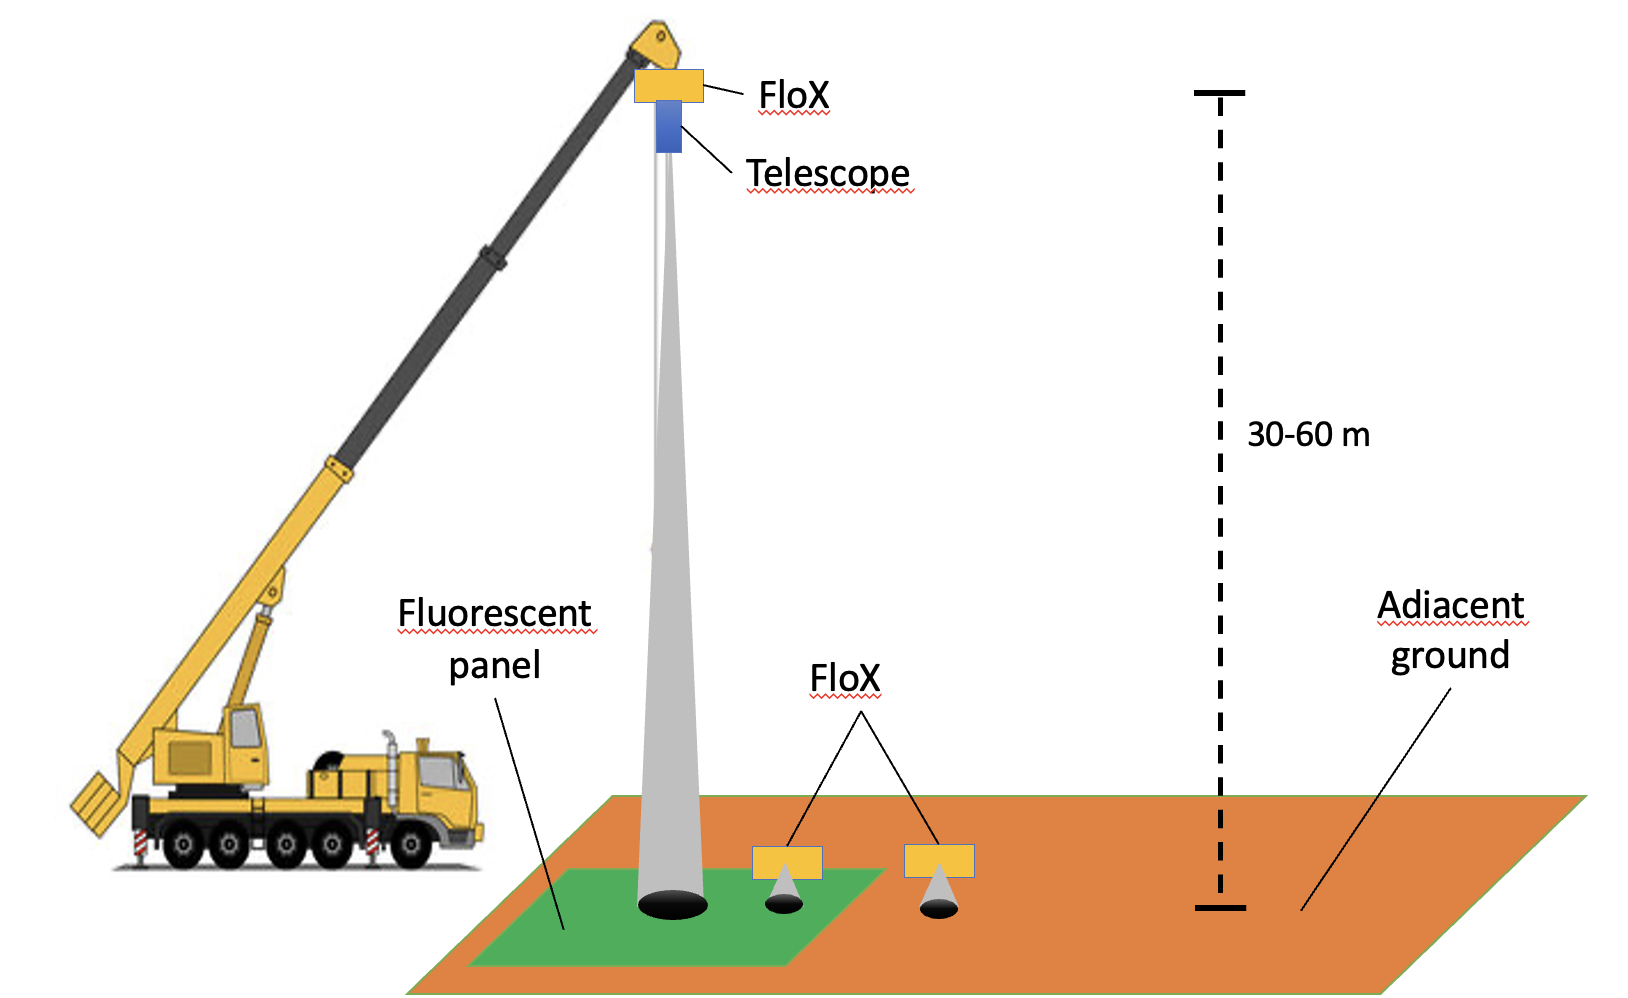 FloX
Telescope
30-60 m
Fluorescent
panel
FloX
Adiacent
ground